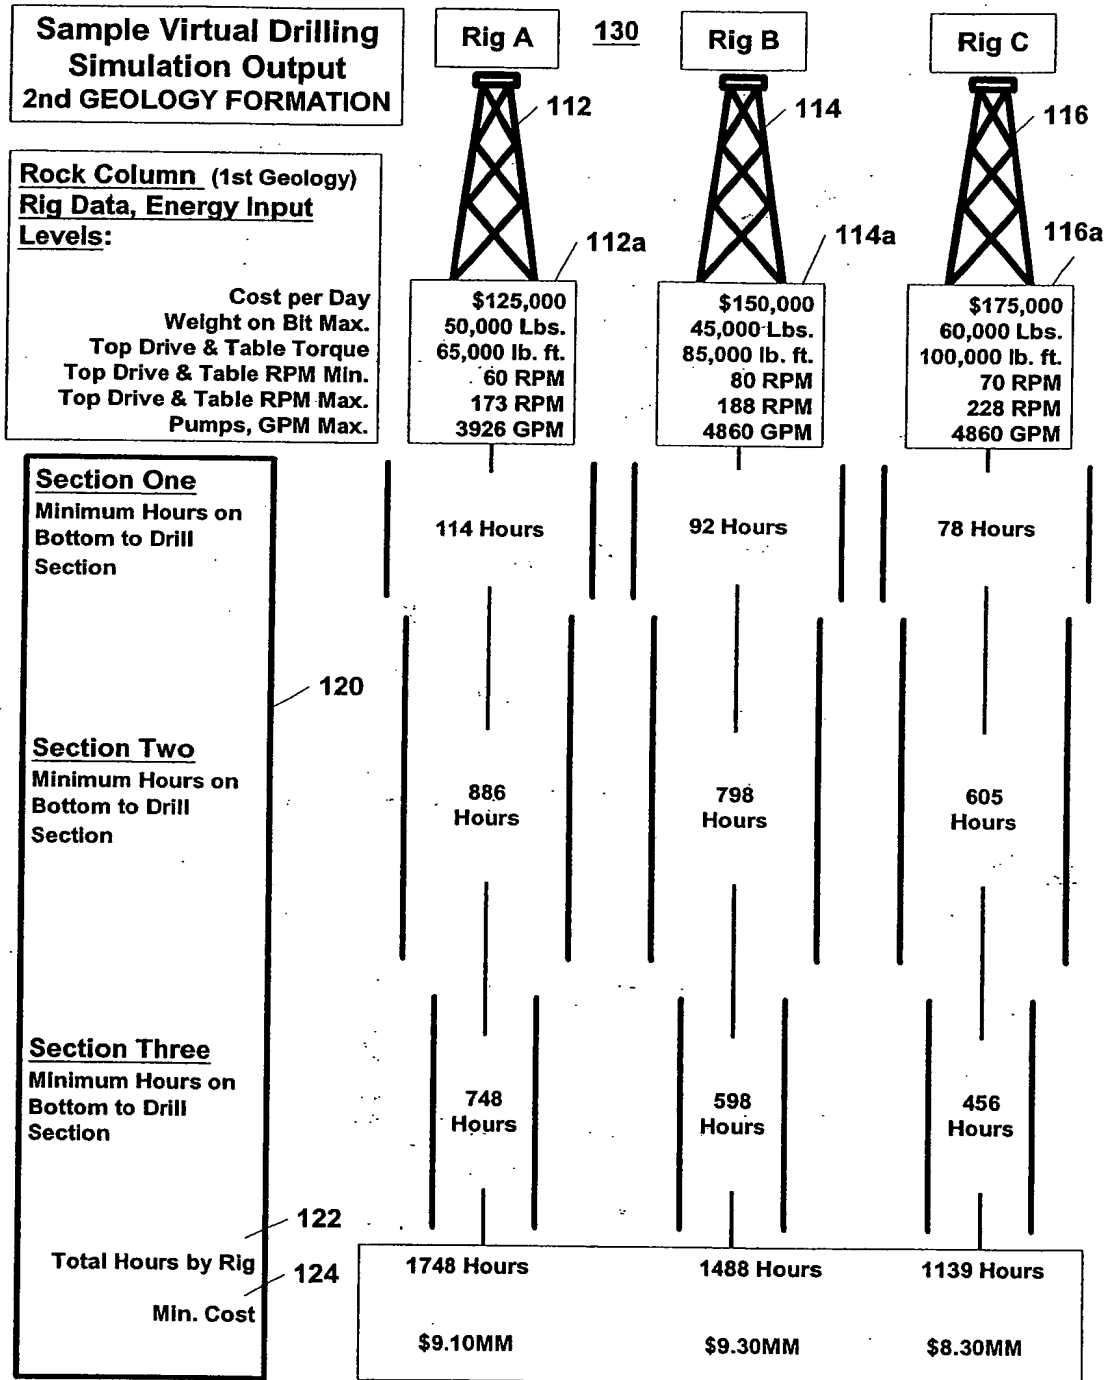 Sample Virtual Drilling
Simulation Output
2nd GEOLOGY FORMATION
Rig A
130
Rig B
Rig C
112
114
116
Rock Column (1st Geology)
Rig Data, Energy Input
Levels:
112a
114a
116a
Cost per Day
Weight on Bit Max.
Top Drive & Table Torque
Top Drive & Table RPM Min.
Top Drive & Table RPM Max.
Pumps, GPM Max.
$125,000
50,000 Lbs.
65,000 lb. ft.
60 RPM
173 RPM
3926 GPM
$150,000
45,000 Lbs.
85,000 lb. ft.
80 RPM
188 RPM
4860 GPM
$175,000
60,000 Lbs.
100,000 lb. ft.
70 RPM
228 RPM
4860 GPM
Section One
Minimum Hours on
Bottom to Drill
Section
114 Hours
92 Hours
78 Hours
120
Section Two
Minimum Hours on
Bottom to Drill
Section
886
Hours
798
Hours
605
Hours
Section Three
Minimum Hours on
Bottom to Drill
Section
748
Hours
598
Hours
456
Hours
122
Total Hours by Rig
1748 Hours
1488 Hours
1139 Hours
124
Min. Cost
$9.10MM
$9.30MM
$8.30MM